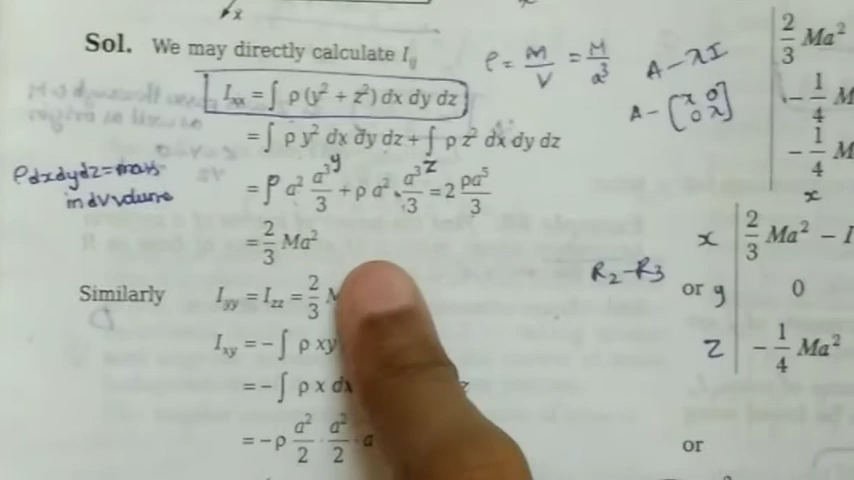 x
Sol. We may directly calculate I_ij
ρ = M/V = M/a³
A - λI
A - [λ 0 0 λ]
I_xx = ∫ ρ (y² + z²) dx dy dz
= ∫ ρ y² dx dy dz + ∫ ρ z² dx dy dz
ρdxdydz = mass
in dv volume
y z
= ρ a² a³/3 + ρ a² · a³/3 = 2 ρa⁵/3
= 2/3 Ma²
Similarly I_yy = I_zz = 2/3 M
I_xy = - ∫ ρ xy
= - ∫ ρ x dx
= - ρ a²/2 · a²/2 · a
2/3 Ma²
- 1/4 M
- 1/4 M
x
x 2/3 Ma² - I
R2-R3
or y 0
z - 1/4 Ma²
or